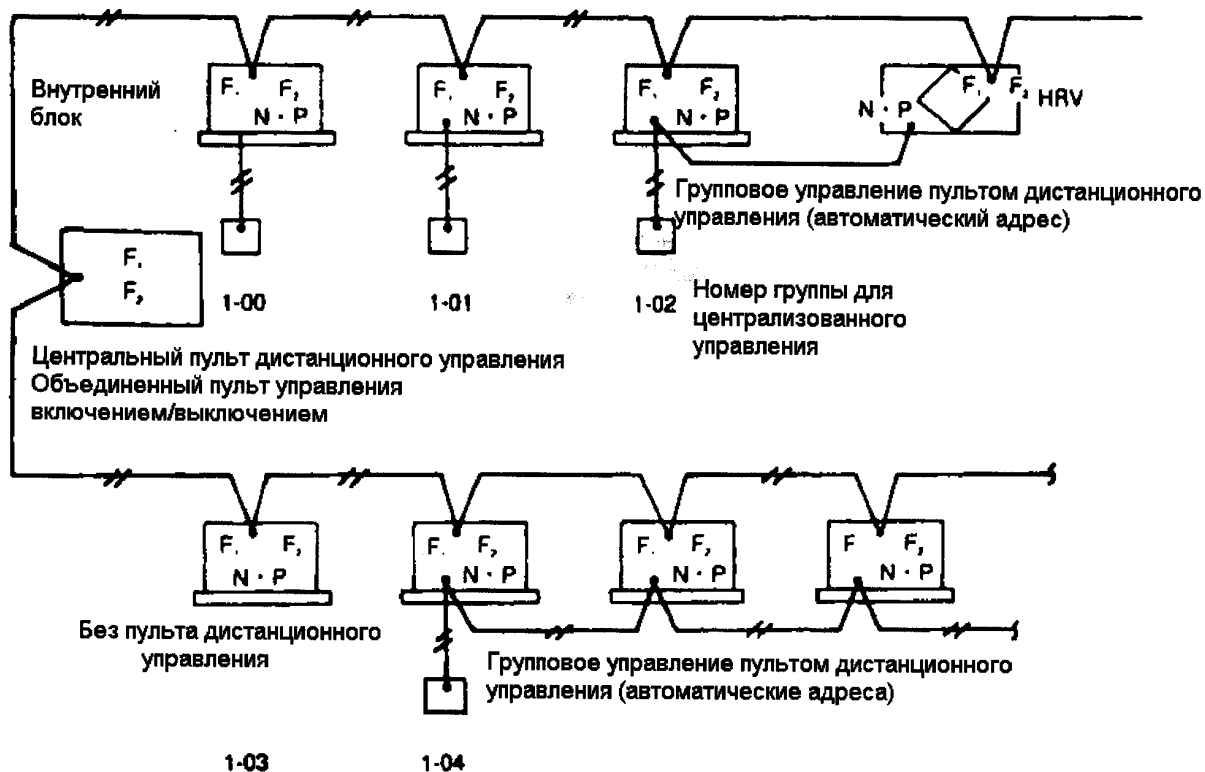 Внутренний
блок
F₁ F₂
N · P
F₁ F₂
N · P
F₁ F₂
N · P
N · P F₁ F₂ HRV
Групповое управление пультом дистанционного
управления (автоматический адрес)
F₁
F₂
1-00
1-01
1-02
Номер группы для
централизованного
управления
Центральный пульт дистанционного управления
Объединенный пульт управления
включением/выключением
F₁ F₂
N · P
F₁ F₂
N · P
F₁ F₂
N · P
F F₂
N · P
Без пульта дистанционного
управления
Групповое управление пультом дистанционного
управления (автоматические адреса)
1-03
1-04